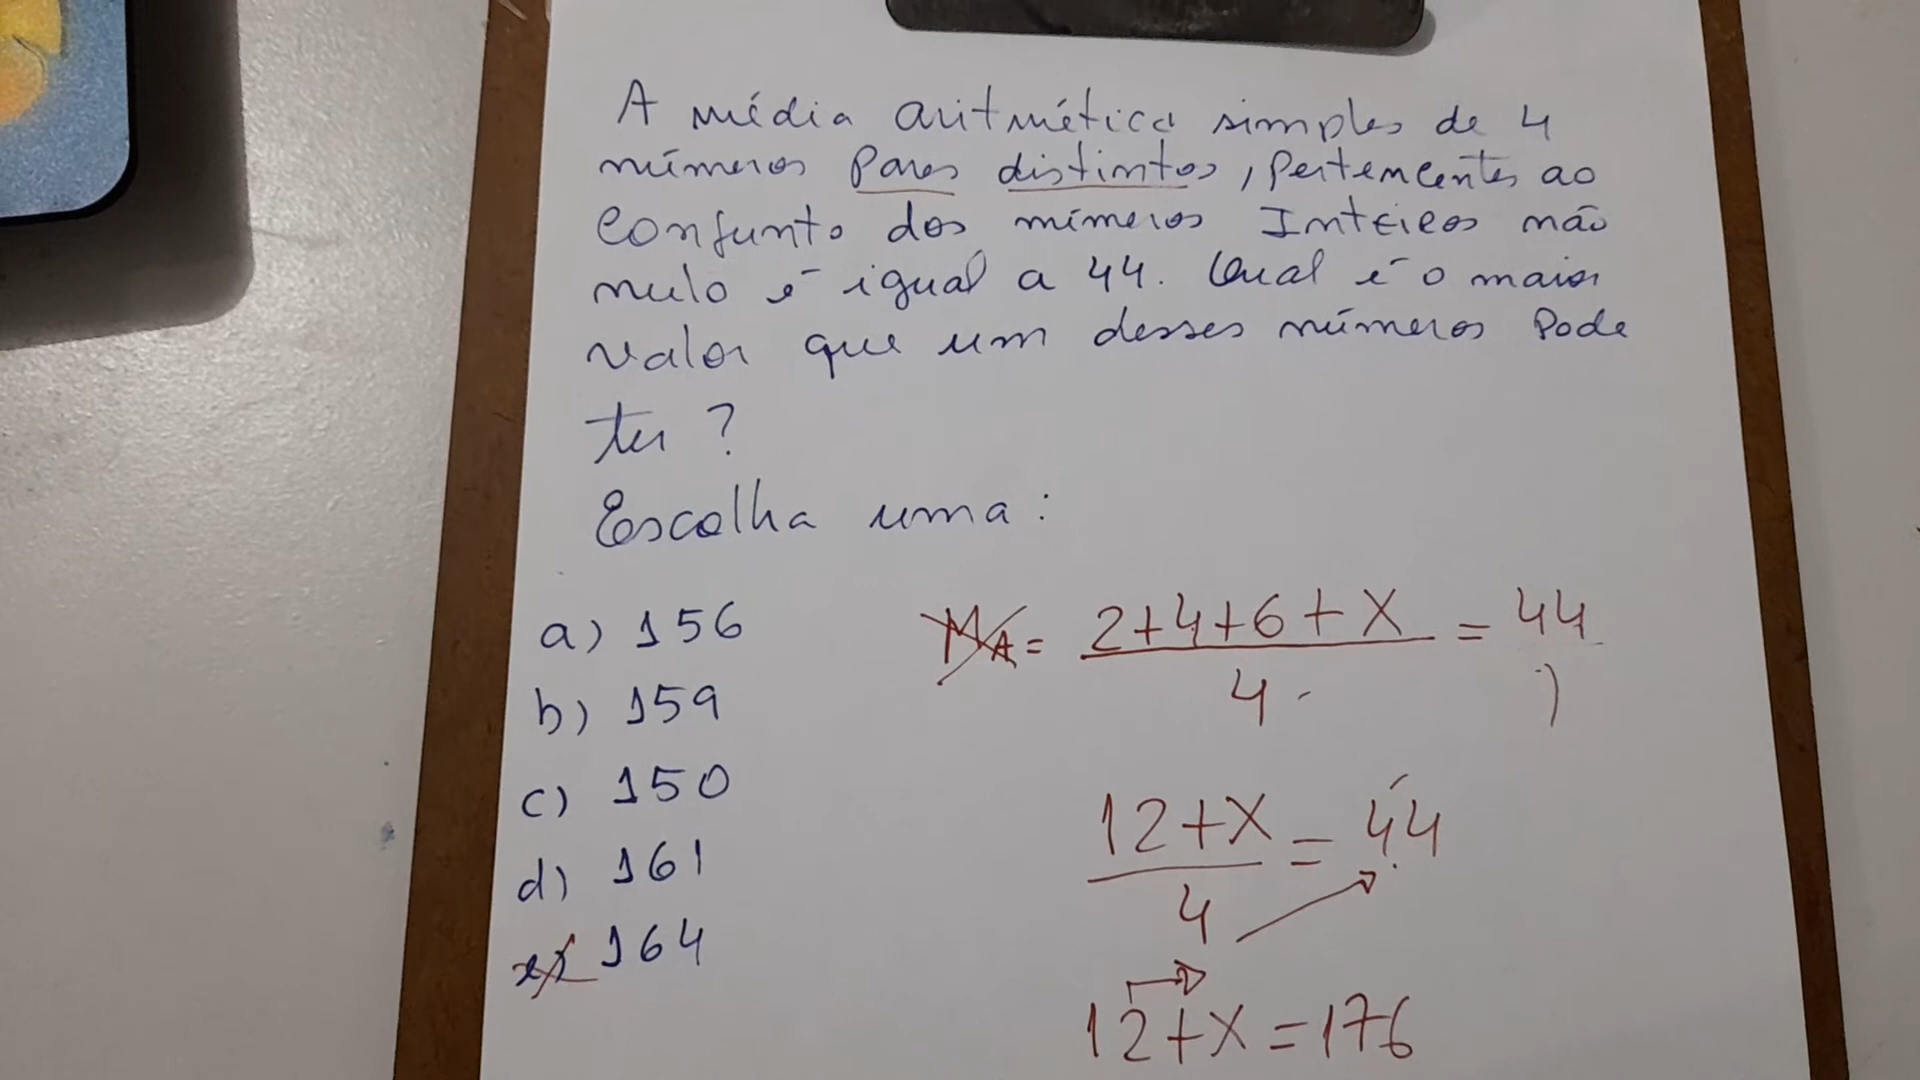 A média aritmética simples de 4
números Pares distintos, Pertencentes ao
Conjunto dos números InteiRos não
nulo é igual a 44. Qual é o maior
valor que um desses números Pode
ter ?
Escolha uma :
a) 156
b) 159
c) 150
d) 161
e) 164
MA = 2+4+6+X = 44
4
12+X = 44
4
12+X=176